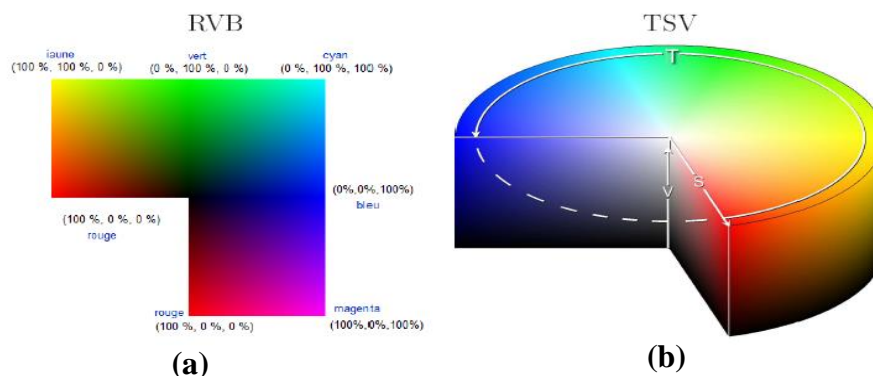 RVB
iaune
vert
cyan
(100 %, 100 %, 0 %)
(0 %, 100 %, 0 %)
(0 %, 100 %, 100 %)
(0%,0%,100%)
bleu
(100 %, 0 %, 0 %)
rouge
rouge
(100 %, 0 %, 0 %)
magenta
(100%,0%,100%)
(a)
TSV
T
S
V
(b)